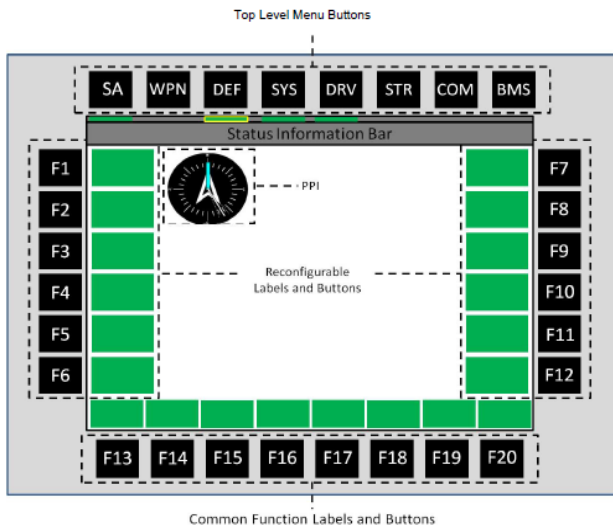 Top Level Menu Buttons
SA WPN DEF SYS DRV STR COM BMS
Status Information Bar
F1
F2
F3
F4
F5
F6
PPI
Reconfigurable
Labels and Buttons
F7
F8
F9
F10
F11
F12
F13 F14 F15 F16 F17 F18 F19 F20
Common Function Labels and Buttons